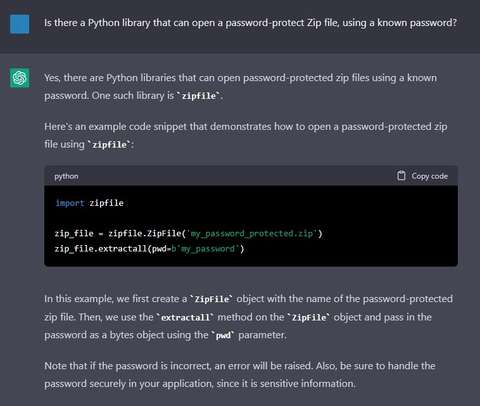 Is there a Python library that can open a password-protect Zip file, using a known password?
Yes, there are Python libraries that can open password-protected zip files using a known
password. One such library is `zipfile`.
Here's an example code snippet that demonstrates how to open a password-protected zip
file using `zipfile`:
python Copy code
import zipfile
zip_file = zipfile.ZipFile('my_password_protected.zip')
zip_file.extractall(pwd=b'my_password')
In this example, we first create a `ZipFile` object with the name of the password-protected
zip file. Then, we use the `extractall` method on the `ZipFile` object and pass in the
password as a bytes object using the `pwd` parameter.
Note that if the password is incorrect, an error will be raised. Also, be sure to handle the
password securely in your application, since it is sensitive information.